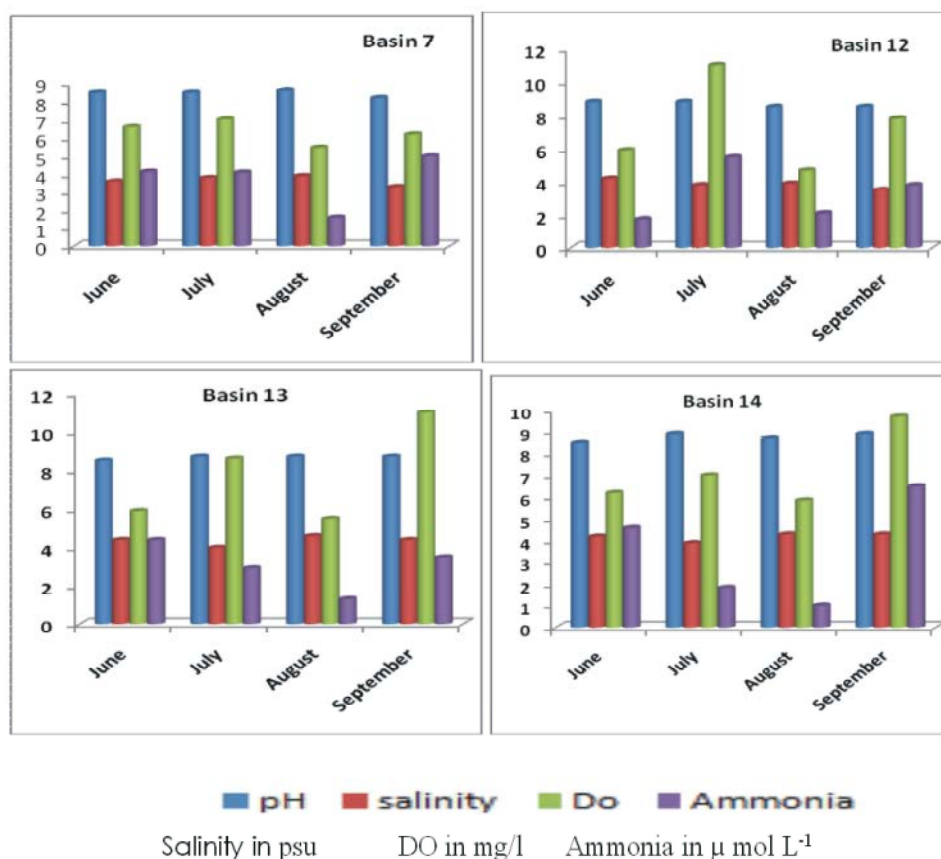 Basin 7
9
8
7
6
5
4
3
2
1
0
June
July
August
September
Basin 12
12
10
8
6
4
2
0
June
July
August
September
Basin 13
12
10
8
6
4
2
0
June
July
August
September
Basin 14
10
9
8
7
6
5
4
3
2
1
0
June
July
August
September
pH salinity Do Ammonia
Salinity in psu DO in mg/l Ammonia in µ mol L⁻¹